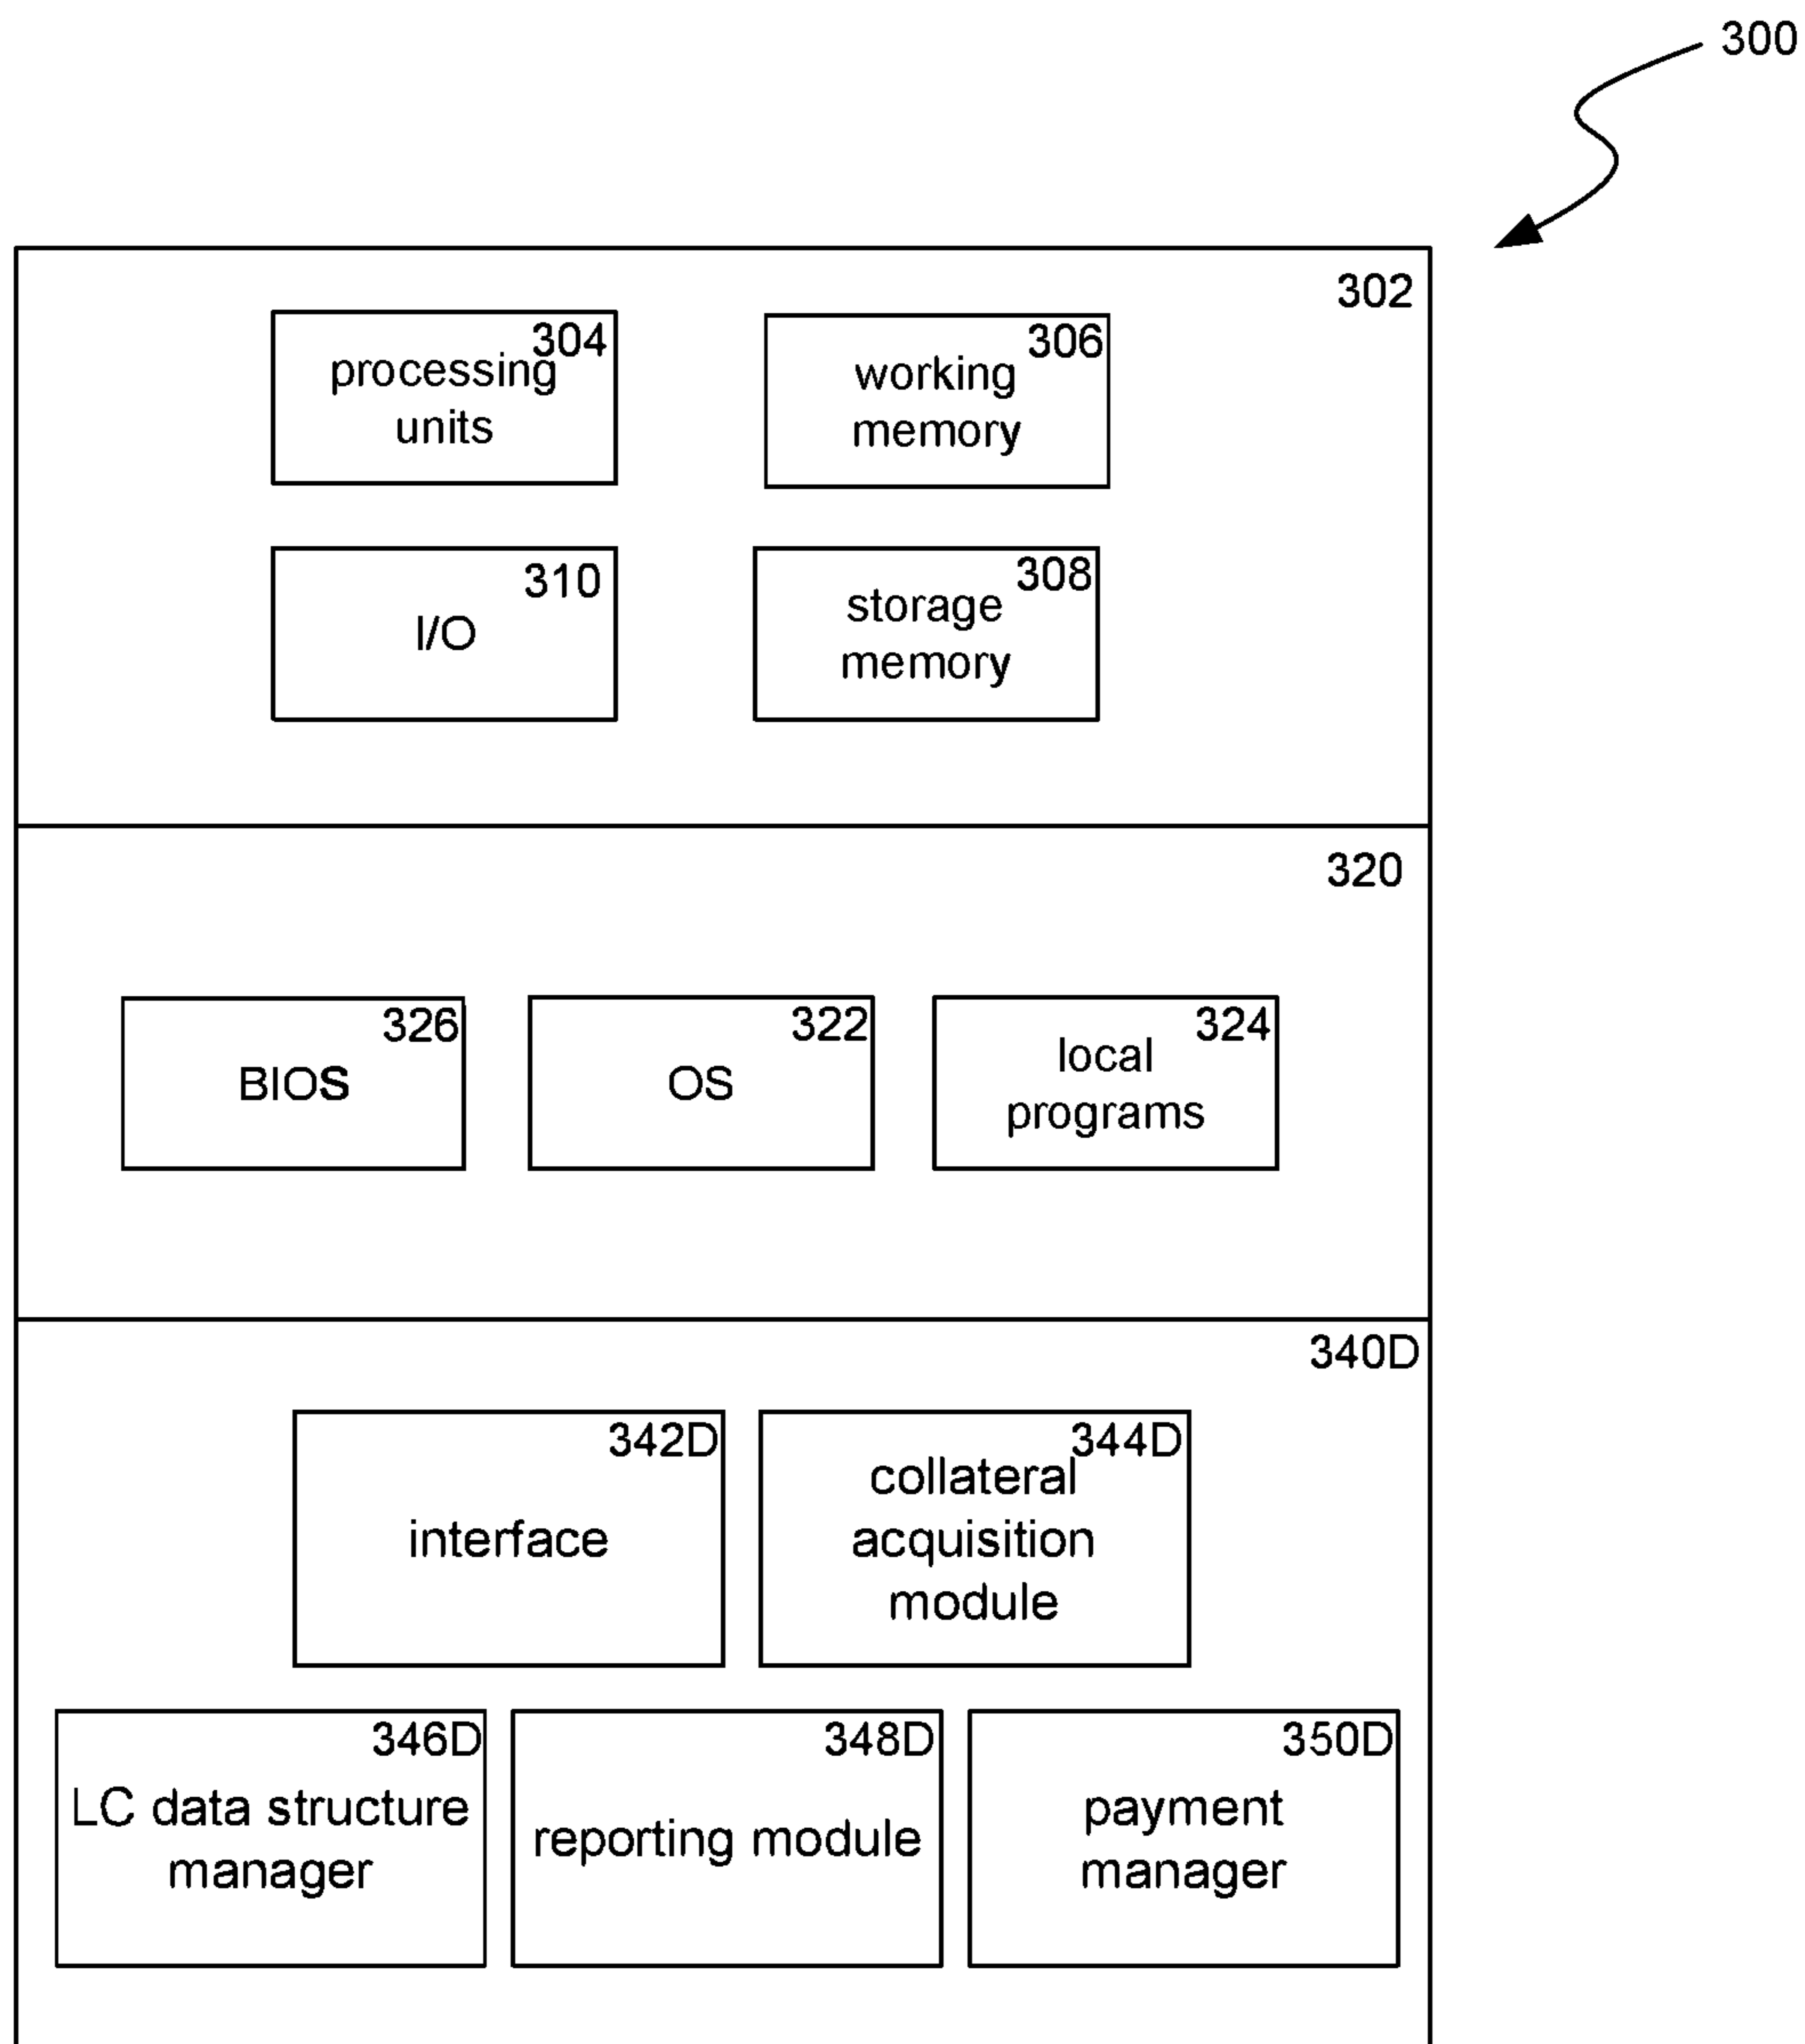 300
302
304
processing
units
306
working
memory
310
I/O
308
storage
memory
320
326
BIOS
322
OS
324
local
programs
340D
342D
interface
344D
collateral
acquisition
module
346D
LC data structure
manager
348D
reporting module
350D
payment
manager